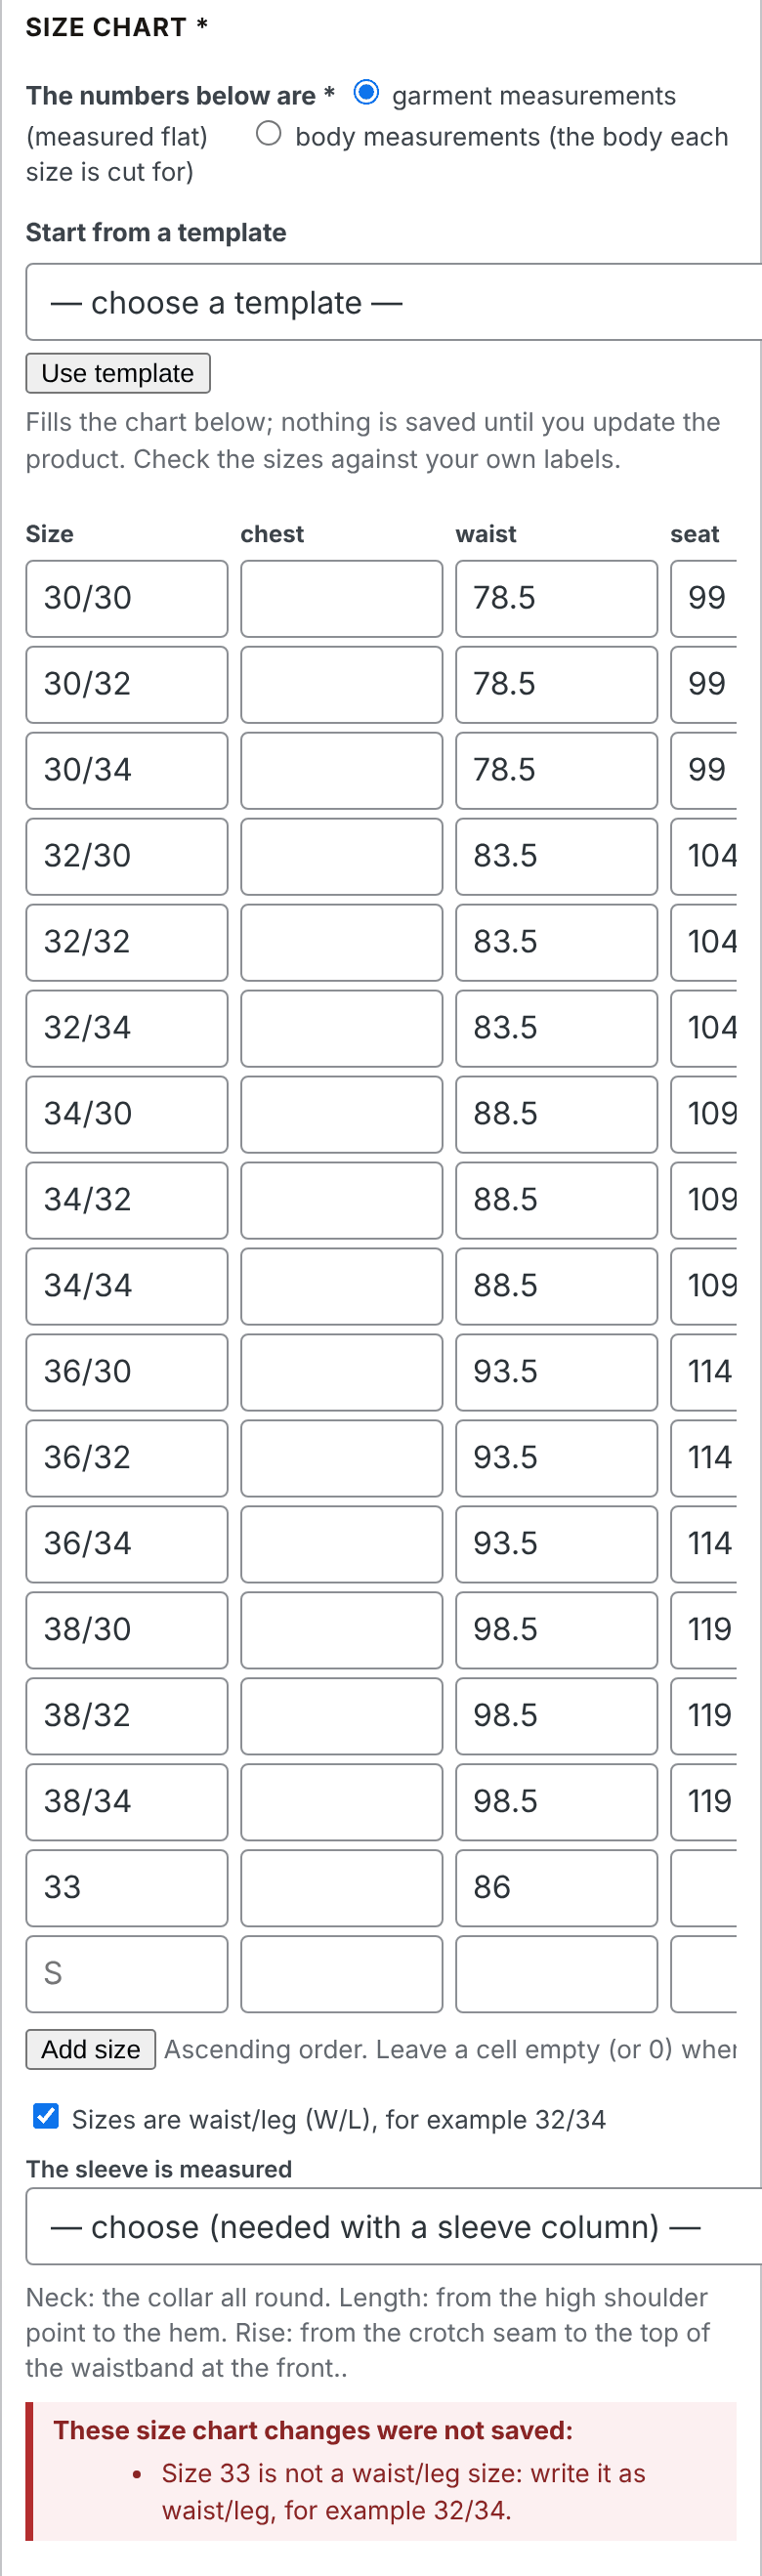 SIZE CHART *
The numbers below are * garment measurements
(measured flat) body measurements (the body each
size is cut for)
Start from a template
— choose a template —
Use template
Fills the chart below; nothing is saved until you update the
product. Check the sizes against your own labels.
Size chest waist seat
30/30 78.5 99
30/32 78.5 99
30/34 78.5 99
32/30 83.5 104
32/32 83.5 104
32/34 83.5 104
34/30 88.5 109
34/32 88.5 109
34/34 88.5 109
36/30 93.5 114
36/32 93.5 114
36/34 93.5 114
38/30 98.5 119
38/32 98.5 119
38/34 98.5 119
33 86
S
Add size Ascending order. Leave a cell empty (or 0)
Sizes are waist/leg (W/L), for example 32/34
The sleeve is measured
— choose (needed with a sleeve column) —
Neck: the collar all round. Length: from the high shoulder
point to the hem. Rise: from the crotch seam to the top of
the waistband at the front..
These size chart changes were not saved:
• Size 33 is not a waist/leg size: write it as
waist/leg, for example 32/34.